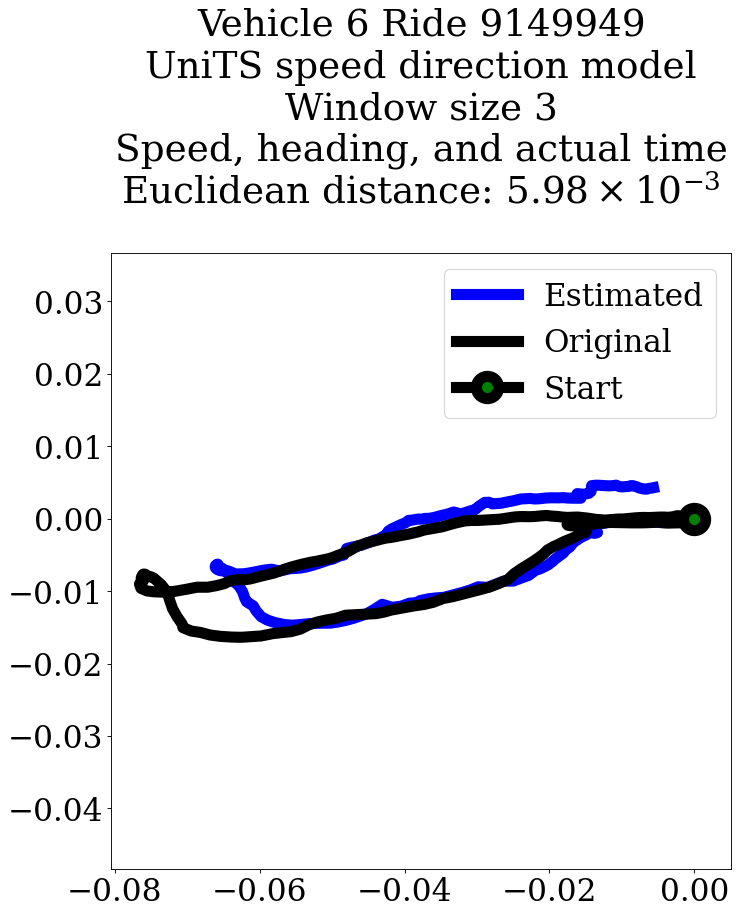 Vehicle 6 Ride 9149949
UniTS speed direction model
Window size 3
Speed, heading, and actual time
Euclidean distance: 5.98 × 10⁻³
Estimated
Original
Start
0.03
0.02
0.01
0.00
−0.01
−0.02
−0.03
−0.04
−0.08 −0.06 −0.04 −0.02 0.00